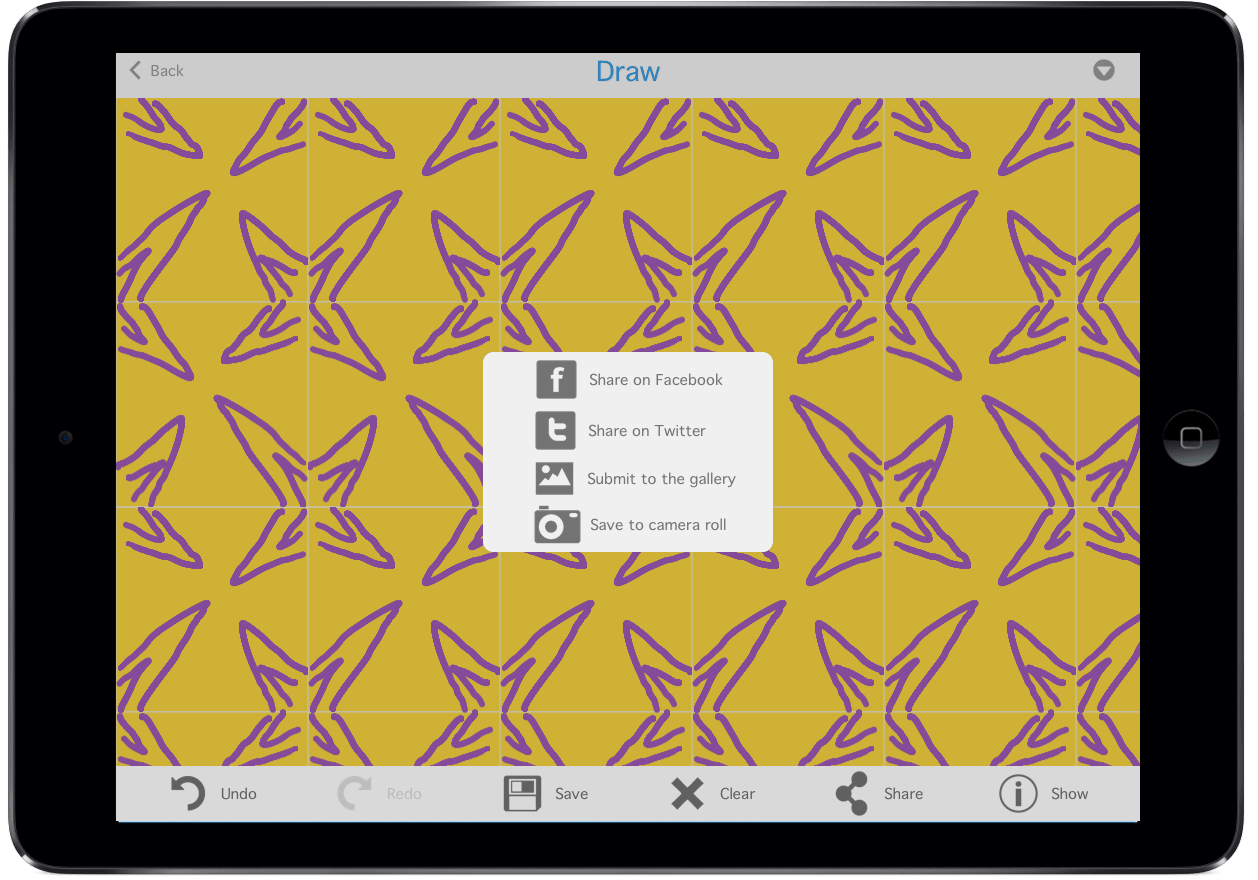 Back
Draw
Share on Facebook
Share on Twitter
Submit to the gallery
Save to camera roll
Undo
Redo
Save
Clear
Share
Show